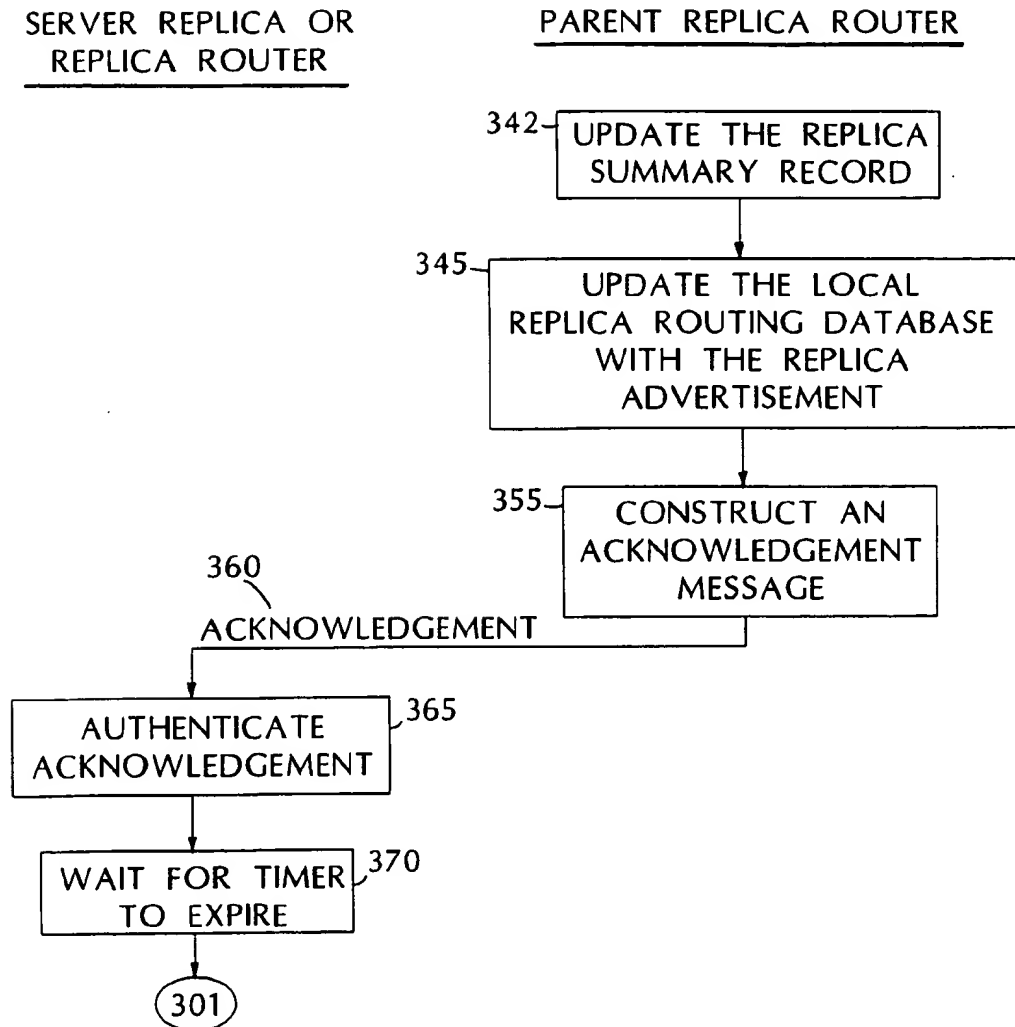 SERVER REPLICA OR
REPLICA ROUTER
PARENT REPLICA ROUTER
342
UPDATE THE REPLICA
SUMMARY RECORD
345
UPDATE THE LOCAL
REPLICA ROUTING DATABASE
WITH THE REPLICA
ADVERTISEMENT
355
CONSTRUCT AN
ACKNOWLEDGEMENT
MESSAGE
360
ACKNOWLEDGEMENT
365
AUTHENTICATE
ACKNOWLEDGEMENT
370
WAIT FOR TIMER
TO EXPIRE
301